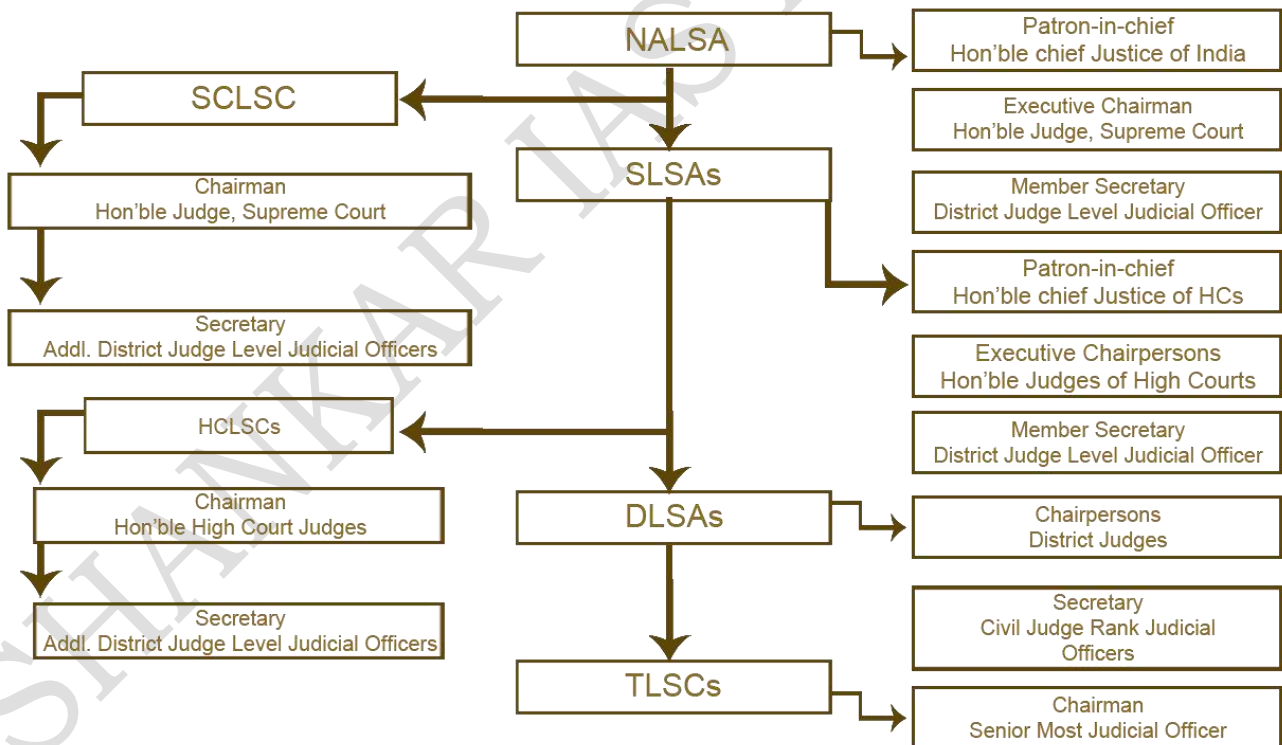 NALSA
Patron-in-chief
Hon'ble chief Justice of India
SCLSC
Executive Chairman
Hon'ble Judge, Supreme Court
SLSAs
Chairman
Hon'ble Judge, Supreme Court
Member Secretary
District Judge Level Judicial Officer
Patron-in-chief
Hon'ble chief Justice of HCs
Secretary
Addl. District Judge Level Judicial Officers
Executive Chairpersons
Hon'ble Judges of High Courts
HCLSCs
Member Secretary
District Judge Level Judicial Officer
Chairman
Hon'ble High Court Judges
DLSAs
Chairpersons
District Judges
Secretary
Addl. District Judge Level Judicial Officers
Secretary
Civil Judge Rank Judicial
Officers
TLSCs
Chairman
Senior Most Judicial Officer
SHANKAR IAS